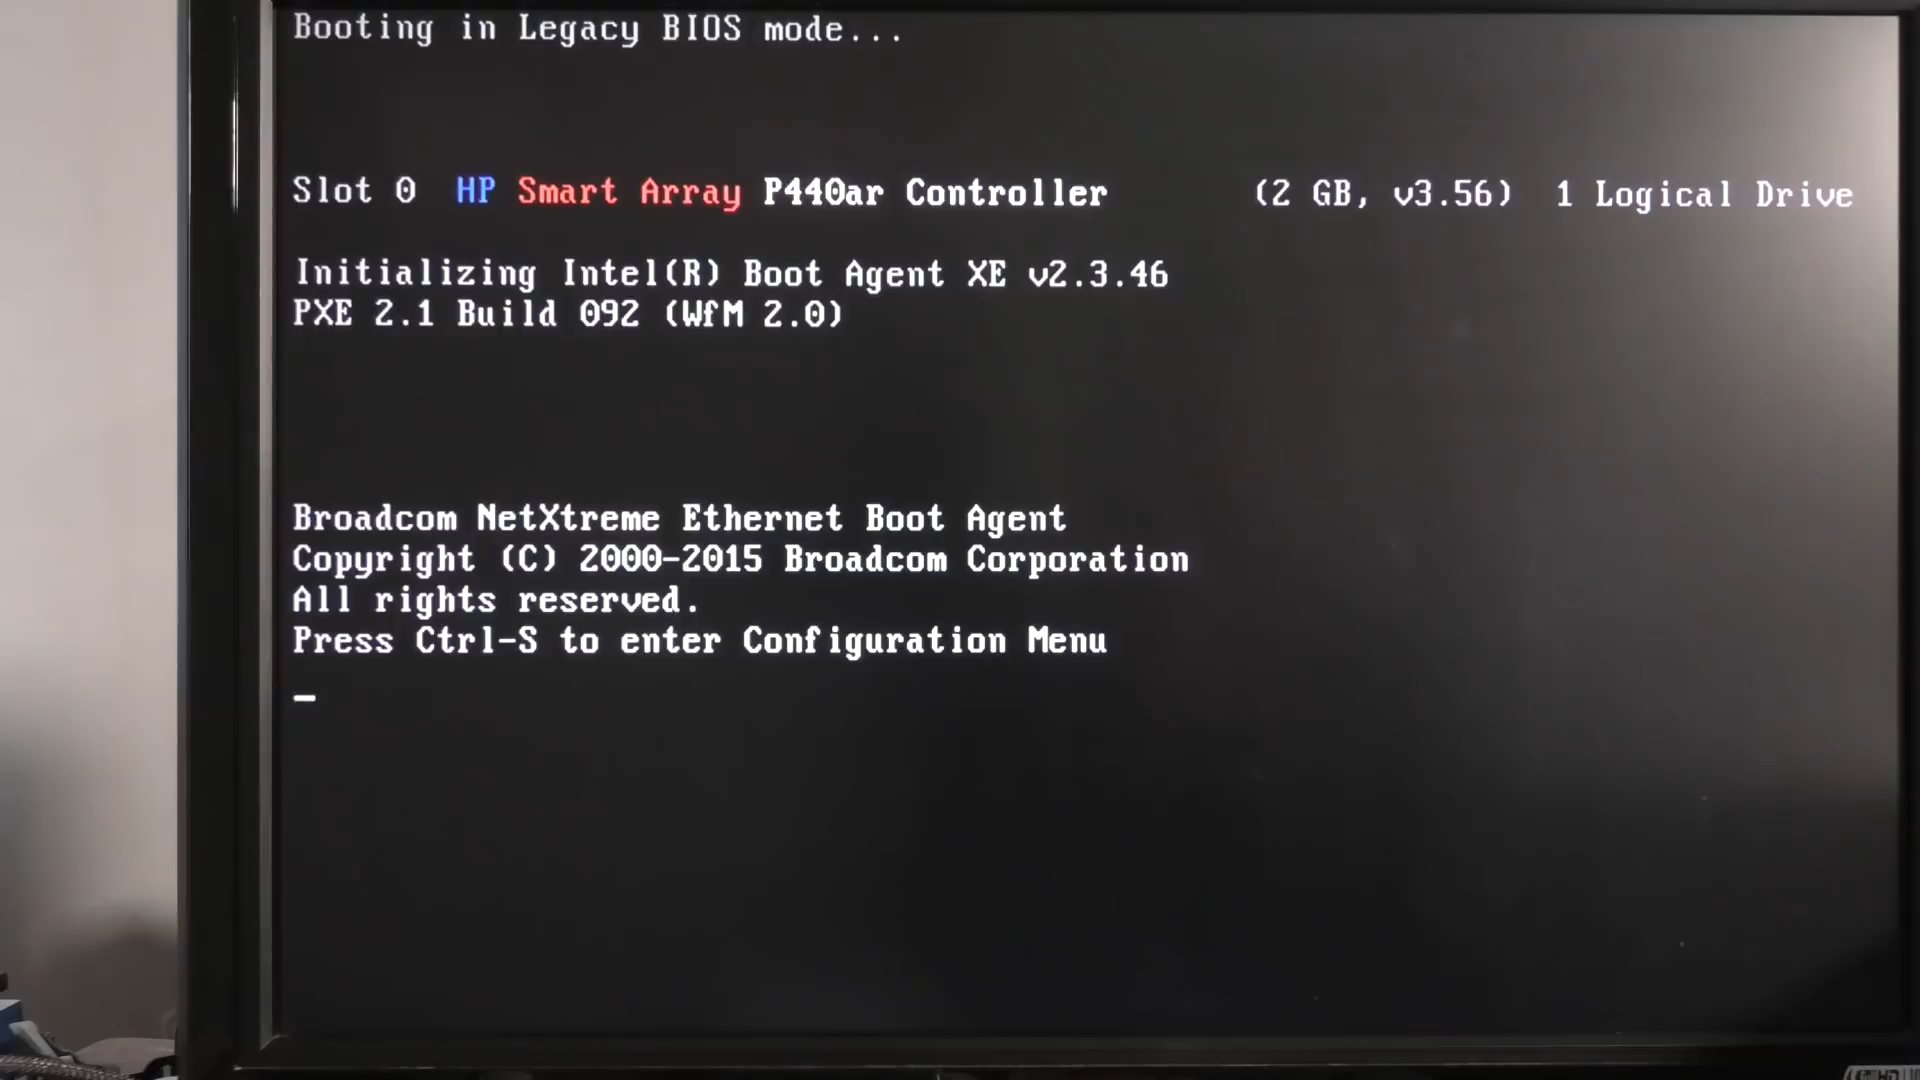 Booting in Legacy BIOS mode...
Slot 0 HP Smart Array P440ar Controller (2 GB, v3.56) 1 Logical Drive
Initializing Intel(R) Boot Agent XE v2.3.46
PXE 2.1 Build 092 (WfM 2.0)
Broadcom NetXtreme Ethernet Boot Agent
Copyright (C) 2000-2015 Broadcom Corporation
All rights reserved.
Press Ctrl-S to enter Configuration Menu